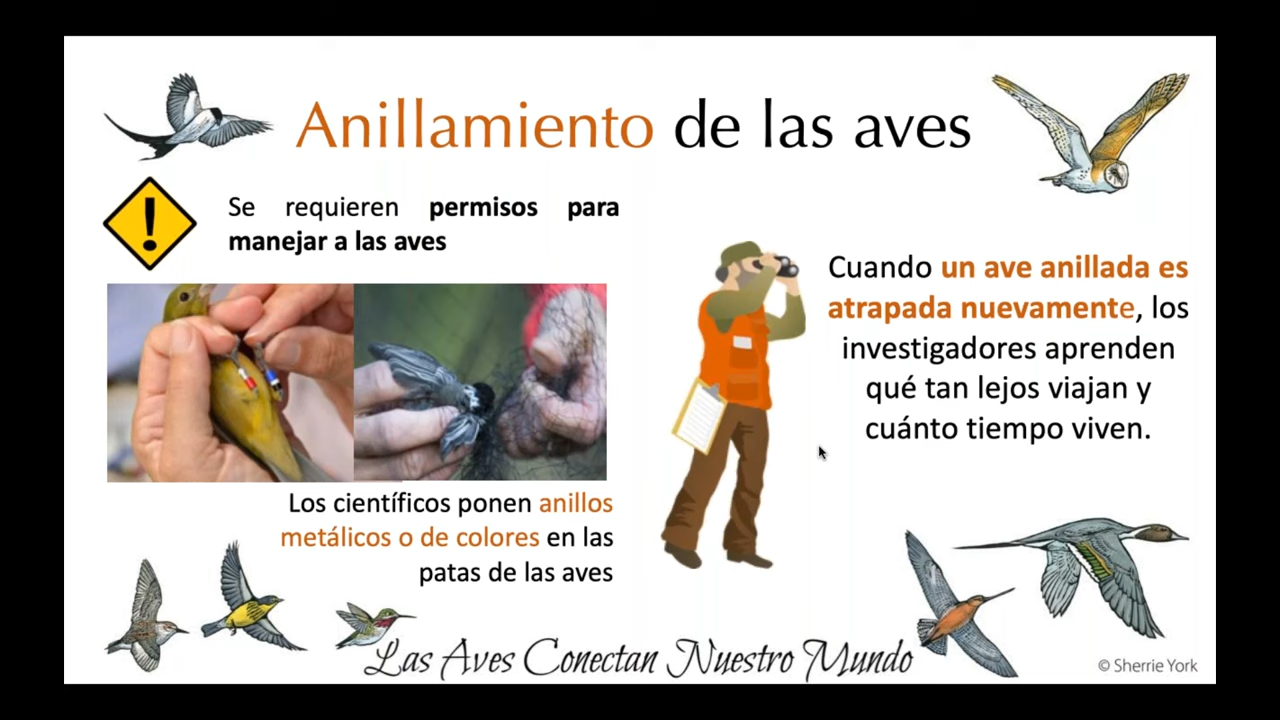 Anillamiento de las aves
Se requieren permisos para
manejar a las aves
Cuando un ave anillada es
atrapada nuevamente, los
investigadores aprenden
qué tan lejos viajan y
cuánto tiempo viven.
Los científicos ponen anillos
metálicos o de colores en las
patas de las aves
Las Aves Conectan Nuestro Mundo
© Sherrie York